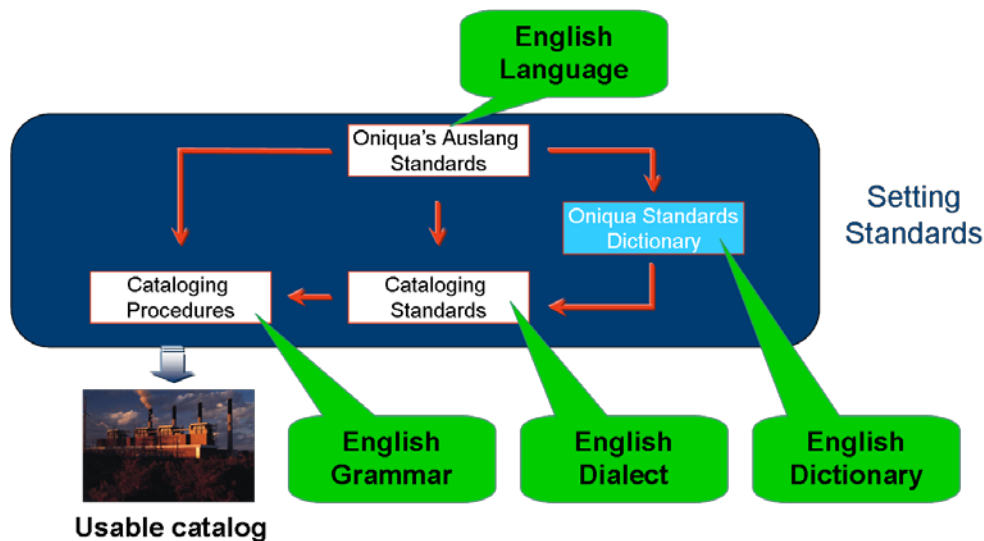 English
Language
Oniqua's Auslang
Standards
Oniqua Standards
Dictionary
Setting
Standards
Cataloging
Procedures
Cataloging
Standards
English
Grammar
English
Dialect
English
Dictionary
Usable catalog